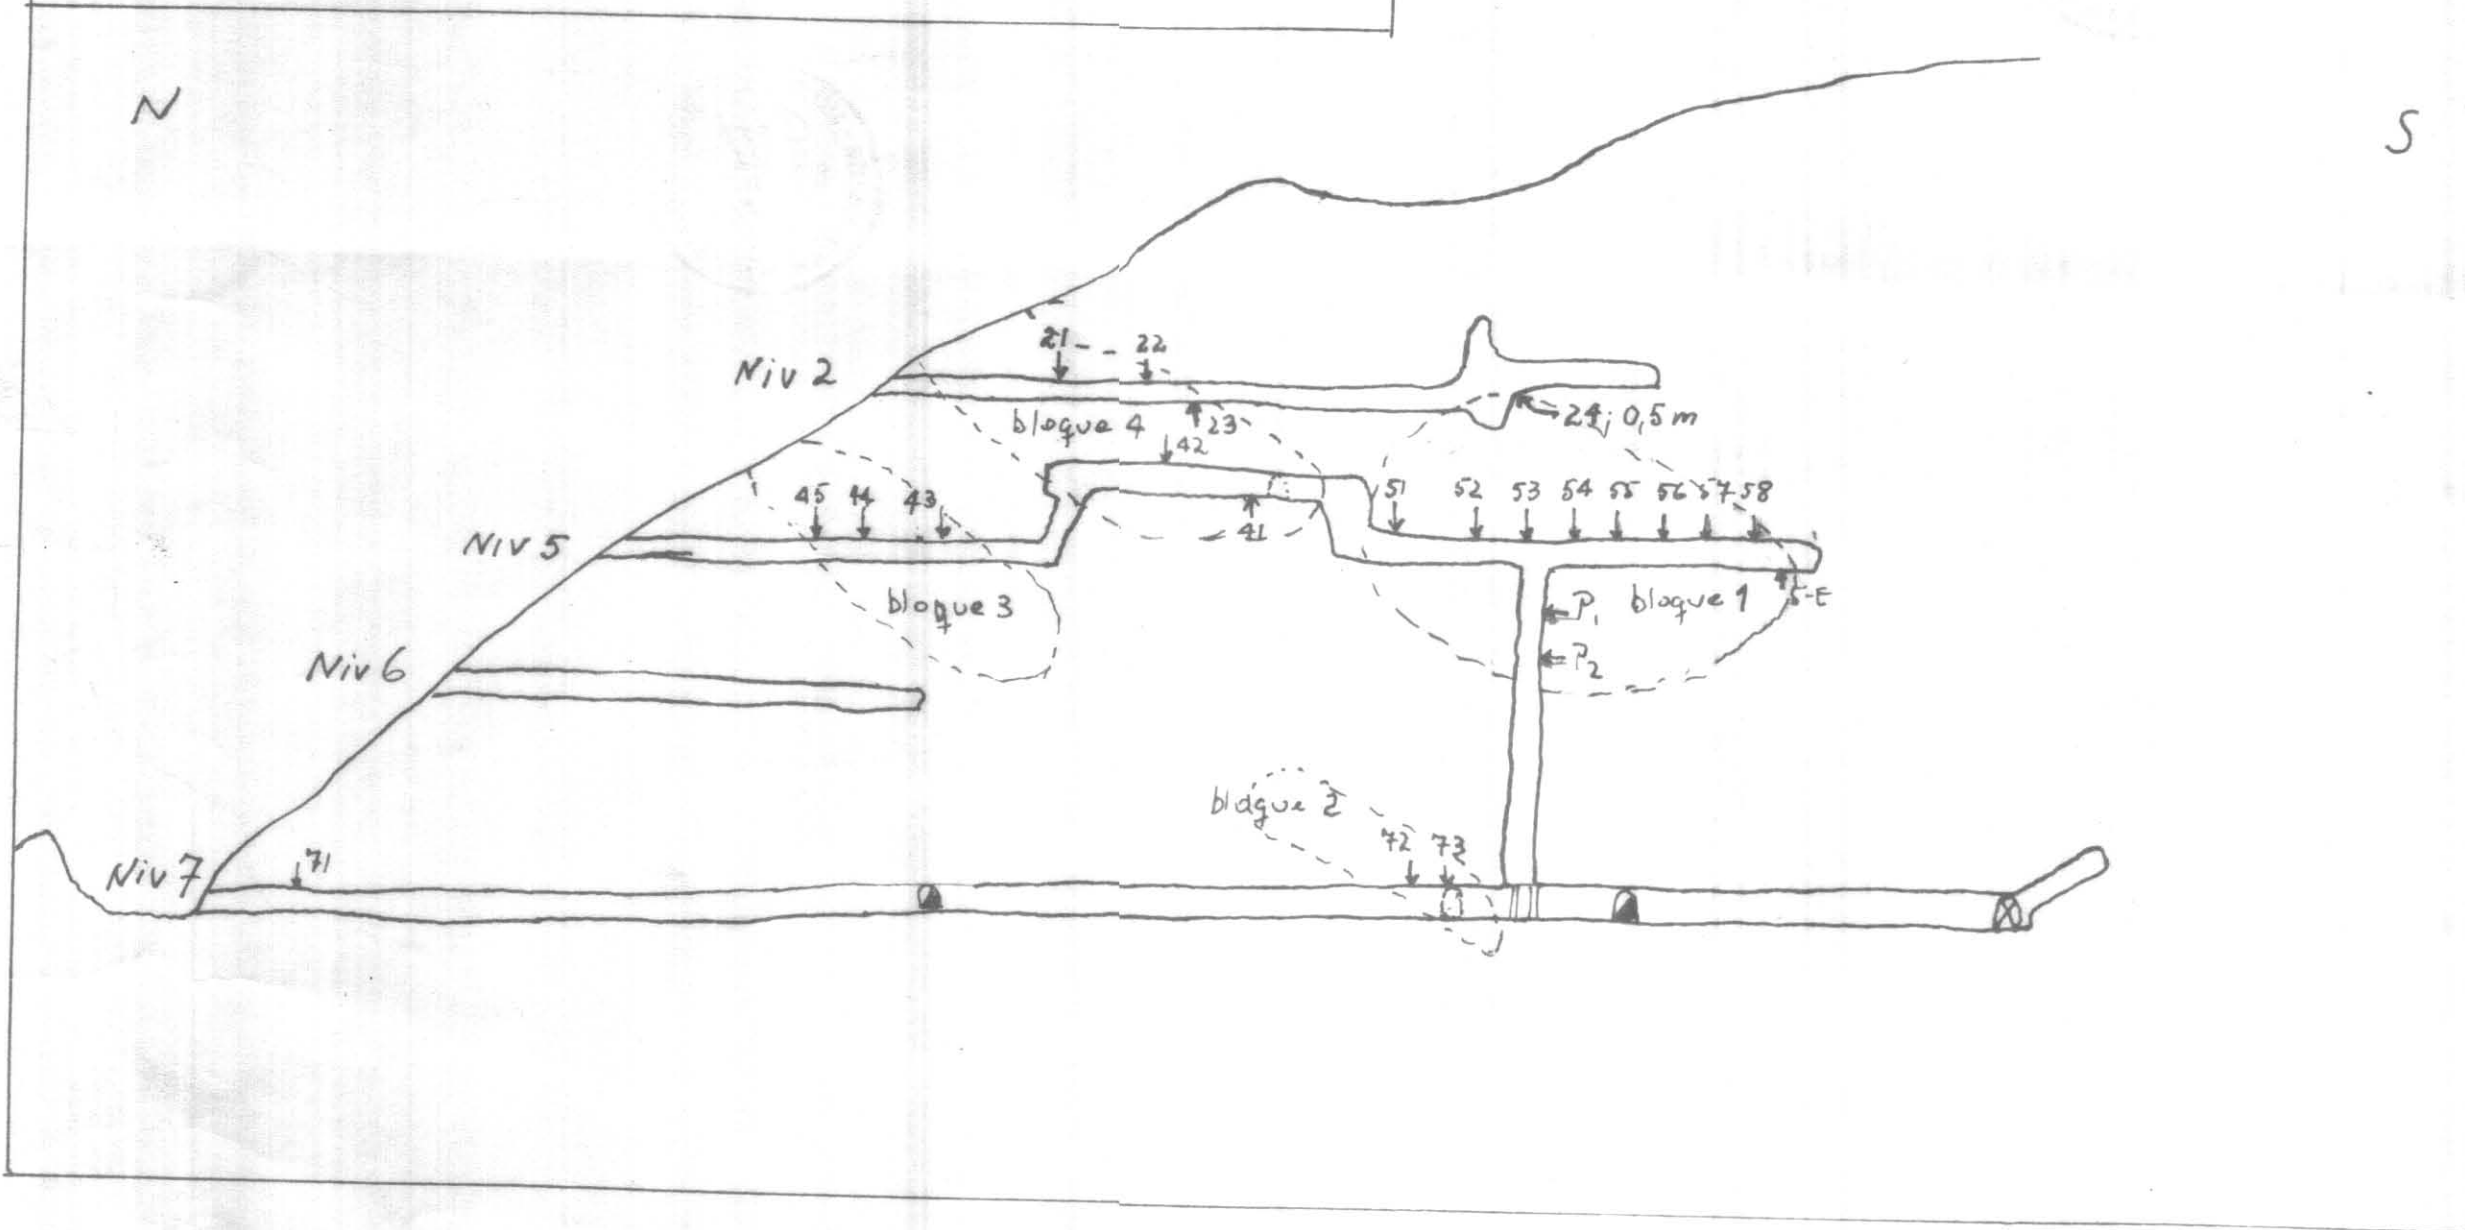 N
S
21
22
Niv 2
bloque 4
23
24; 0,5 m
42
45 44 43
51 52 53 54 55 56 57 58
Niv 5
41
bloque 3
P1
bloque 1
5-E
Niv 6
P2
bloque 2
72 73
Niv 7
71